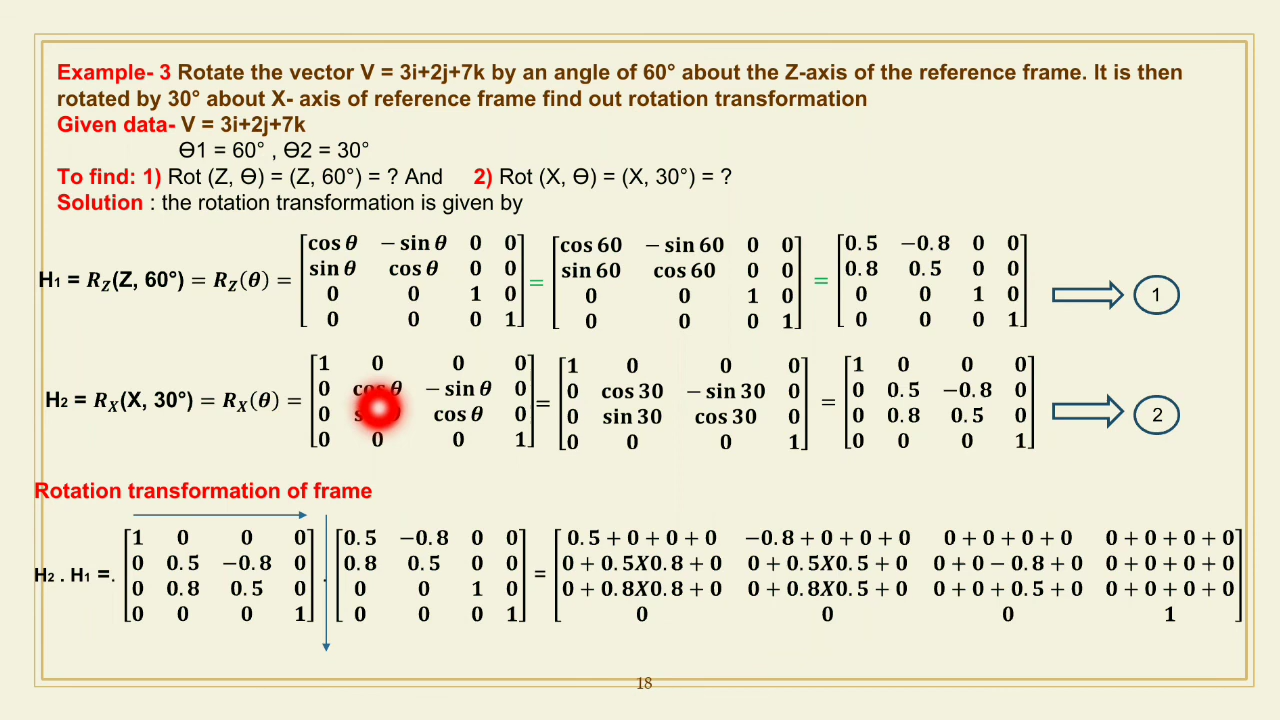 Example- 3 Rotate the vector V = 3i+2j+7k by an angle of 60° about the Z-axis of the reference frame. It is then
rotated by 30° about X- axis of reference frame find out rotation transformation
Given data- V = 3i+2j+7k
ϴ1 = 60° , ϴ2 = 30°
To find: 1) Rot (Z, ϴ) = (Z, 60°) = ? And 2) Rot (X, ϴ) = (X, 30°) = ?
Solution : the rotation transformation is given by
H1 = R_Z(Z, 60°) = R_Z(θ) = [cos θ − sin θ 0 0; sin θ cos θ 0 0; 0 0 1 0; 0 0 0 1] = [cos 60 − sin 60 0 0; sin 60 cos 60 0 0; 0 0 1 0; 0 0 0 1] = [0.5 −0.8 0 0; 0.8 0.5 0 0; 0 0 1 0; 0 0 0 1] 1
H2 = R_X(X, 30°) = R_X(θ) = [1 0 0 0; 0 cos θ − sin θ 0; 0 cos θ 0; 0 0 0 1] = [1 0 0 0; 0 cos 30 − sin 30 0; 0 sin 30 cos 30 0; 0 0 0 1] = [1 0 0 0; 0 0.5 −0.8 0; 0 0.8 0.5 0; 0 0 0 1] 2
Rotation transformation of frame
H2 . H1 =. [1 0 0 0; 0 0.5 −0.8 0; 0 0.8 0.5 0; 0 0 0 1] . [0.5 −0.8 0 0; 0.8 0.5 0 0; 0 0 1 0; 0 0 0 1] = [0.5 + 0 + 0 + 0 −0.8 + 0 + 0 + 0 0 + 0 + 0 + 0 0 + 0 + 0 + 0; 0 + 0.5X0.8 + 0 0 + 0.5X0.5 + 0 0 + 0 − 0.8 + 0 0 + 0 + 0 + 0; 0 + 0.8X0.8 + 0 0 + 0.8X0.5 + 0 0 + 0 + 0.5 + 0 0 + 0 + 0 + 0; 0 0 0 1]
18